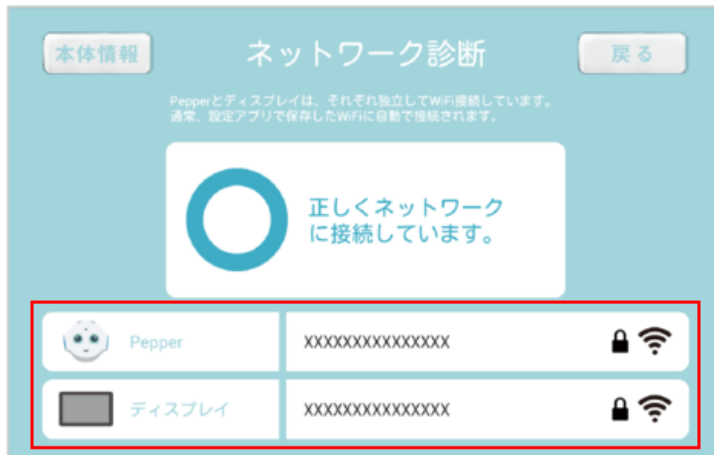 本体情報
ネットワーク診断
戻る
Pepperとディスプレイは、それぞれ独立してWiFi接続しています。
通常、設定アプリで保存したWiFiに自動で接続されます。
正しくネットワーク
に接続しています。
Pepper
XXXXXXXXXXXXXXX
ディスプレイ
XXXXXXXXXXXXXXX